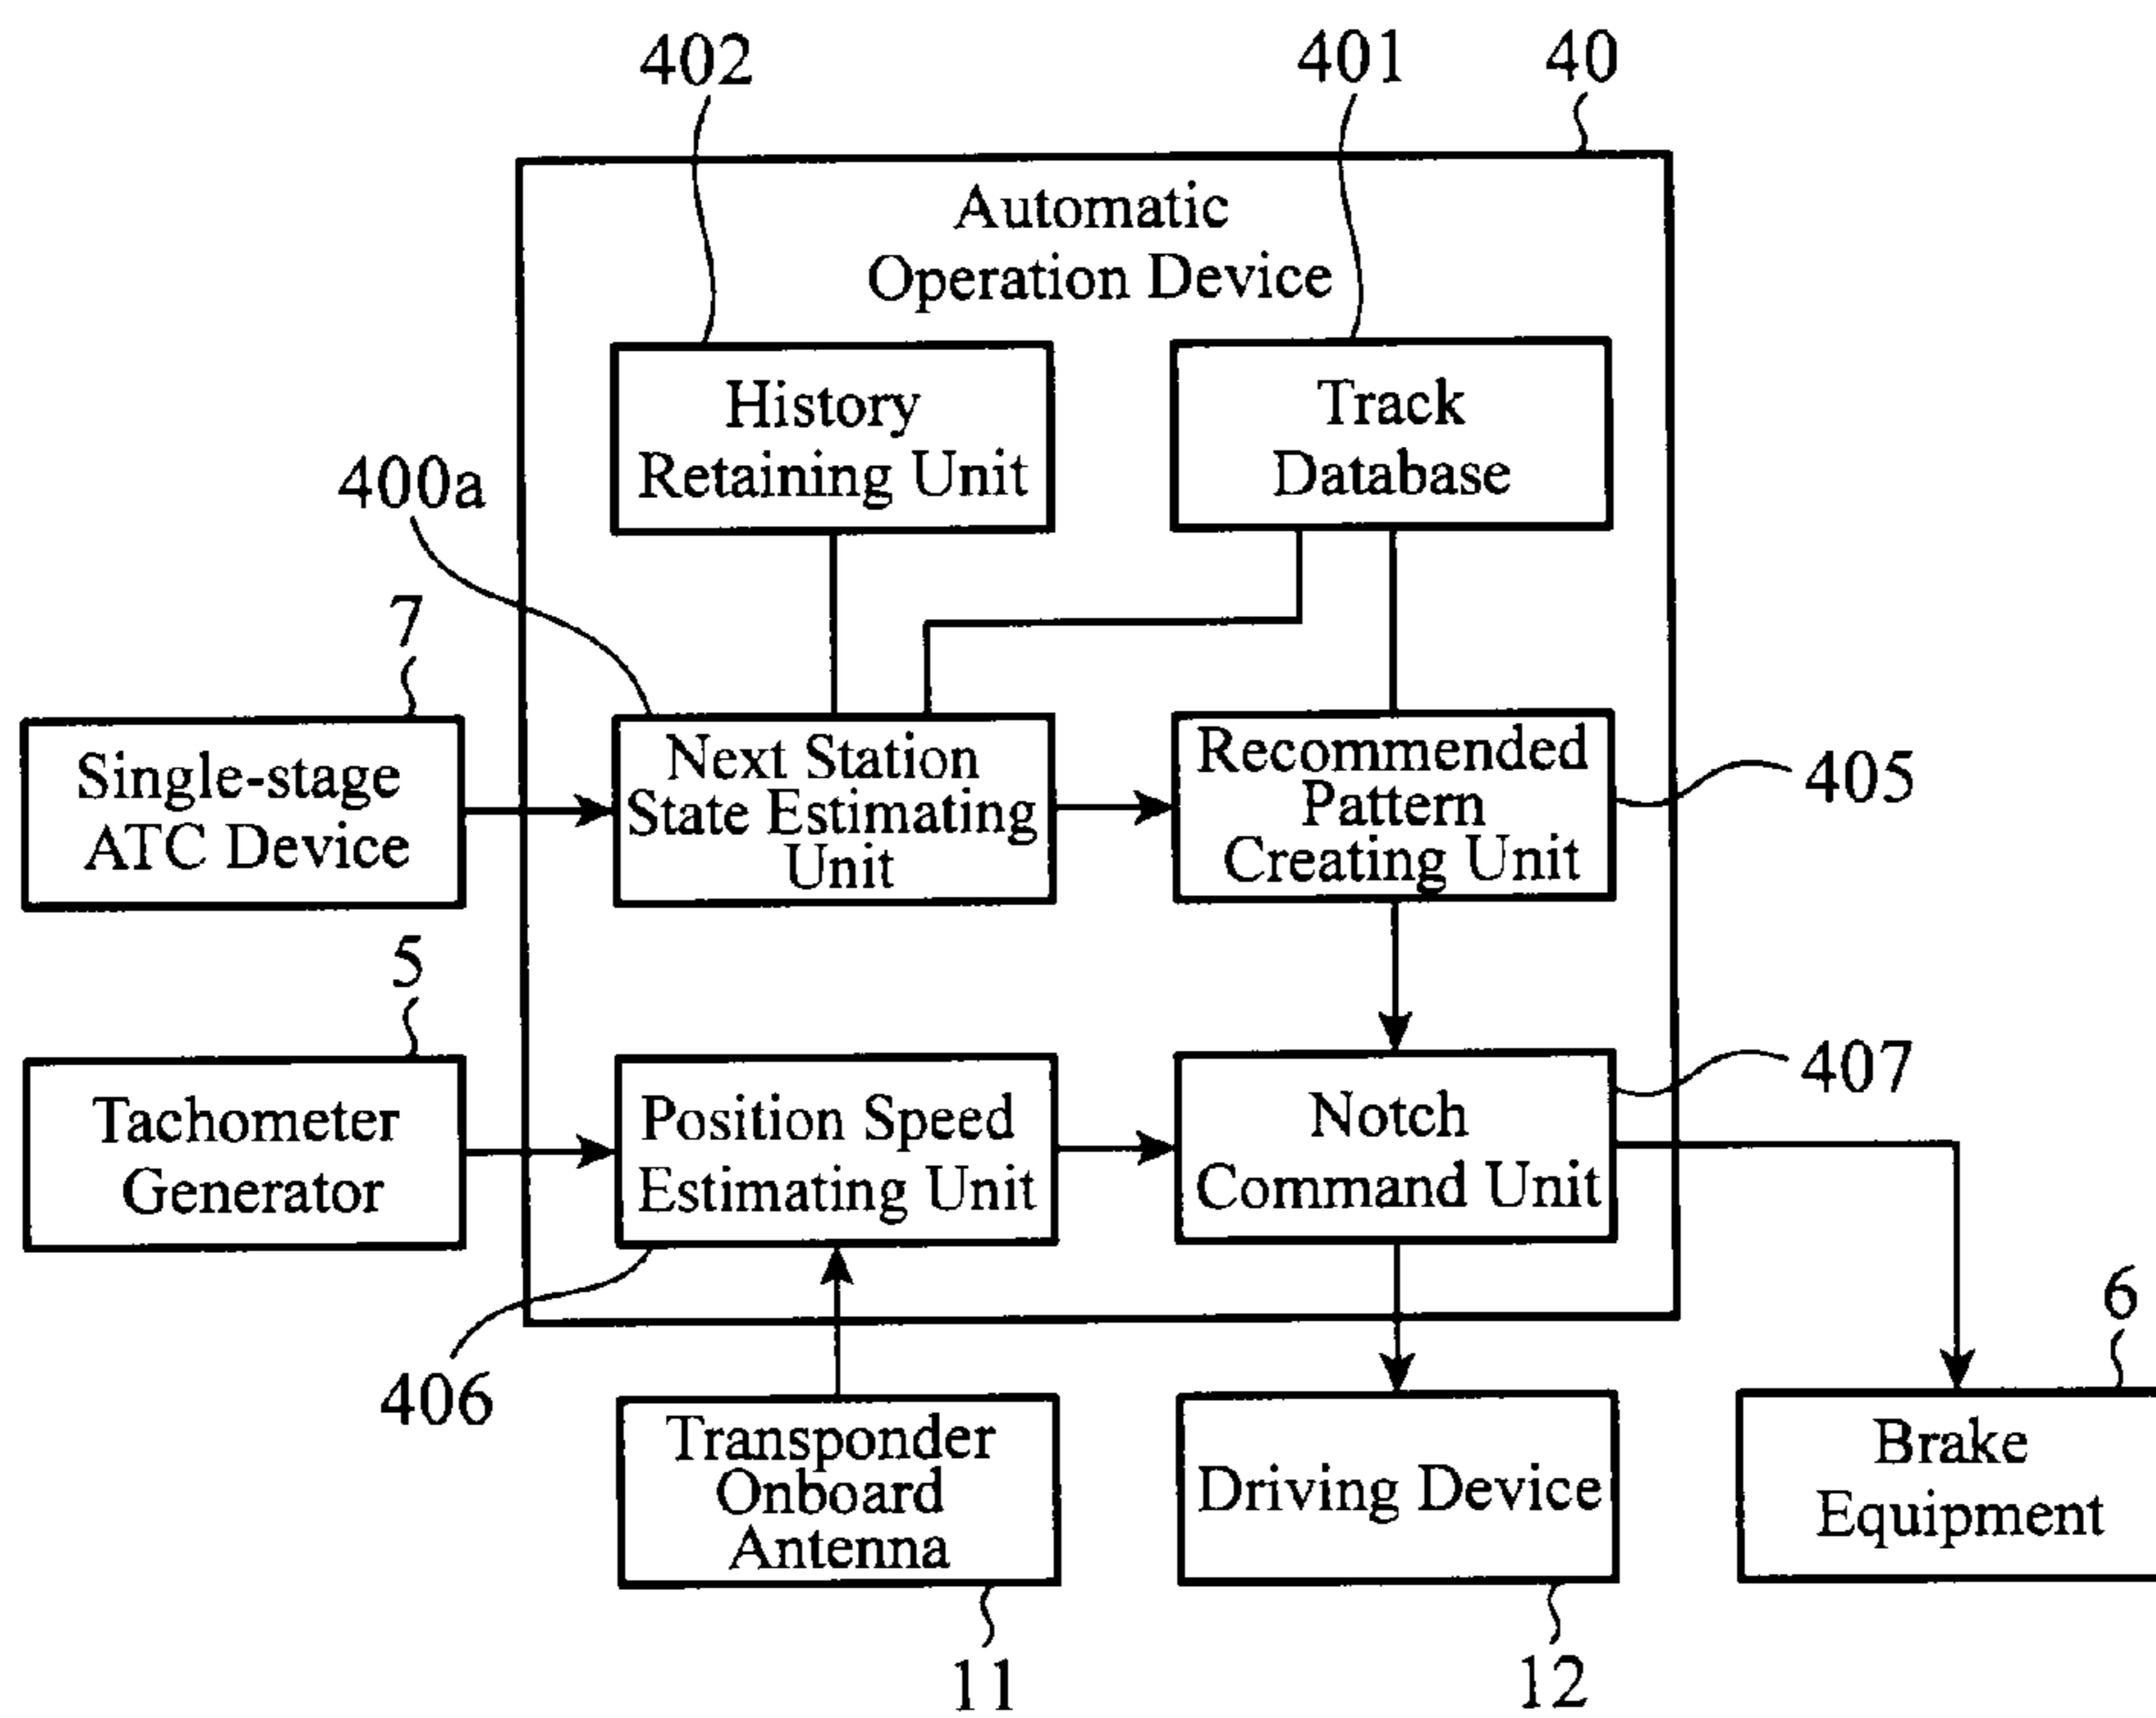 402
401
40
Automatic
Operation Device
History
Retaining Unit
Track
Database
400a
7
Single-stage
ATC Device
Next Station
State Estimating
Unit
Recommended
Pattern
Creating Unit
405
5
Tachometer
Generator
Position Speed
Estimating Unit
Notch
Command Unit
407
406
6
Transponder
Onboard
Antenna
Driving Device
Brake
Equipment
11
12